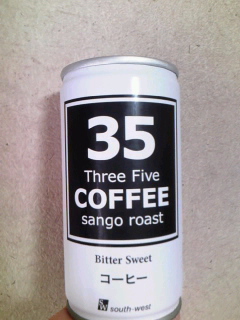 35
Three Five
COFFEE
sango roast
Bitter Sweet
コーヒー
south·west